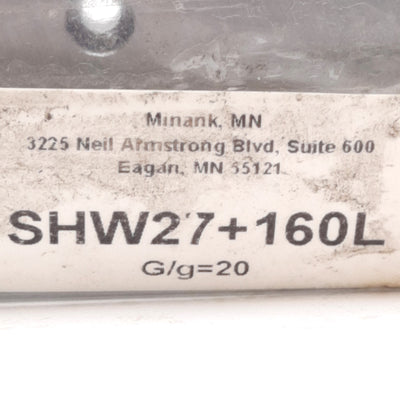 Minank, MN
3225 Neil Armstrong Blvd, Suite 600
Eagan, MN 55121
SHW27+160L
G/g=20